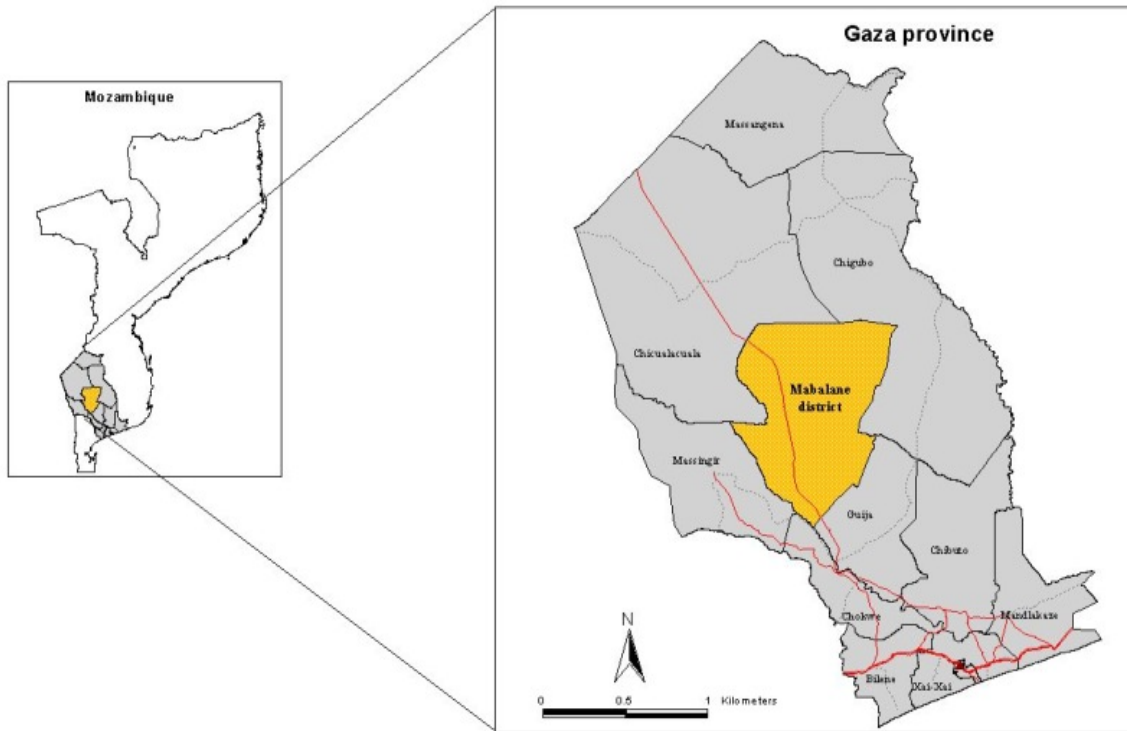 Gaza province
Mozambique
Massangena
Chigubo
Chicualacuala
Mabalane
district
Massingir
Guija
Chibuto
Chokwe
Mandlakaze
Bilene
Xai-Xai
N
0 0.5 1 Kilometers